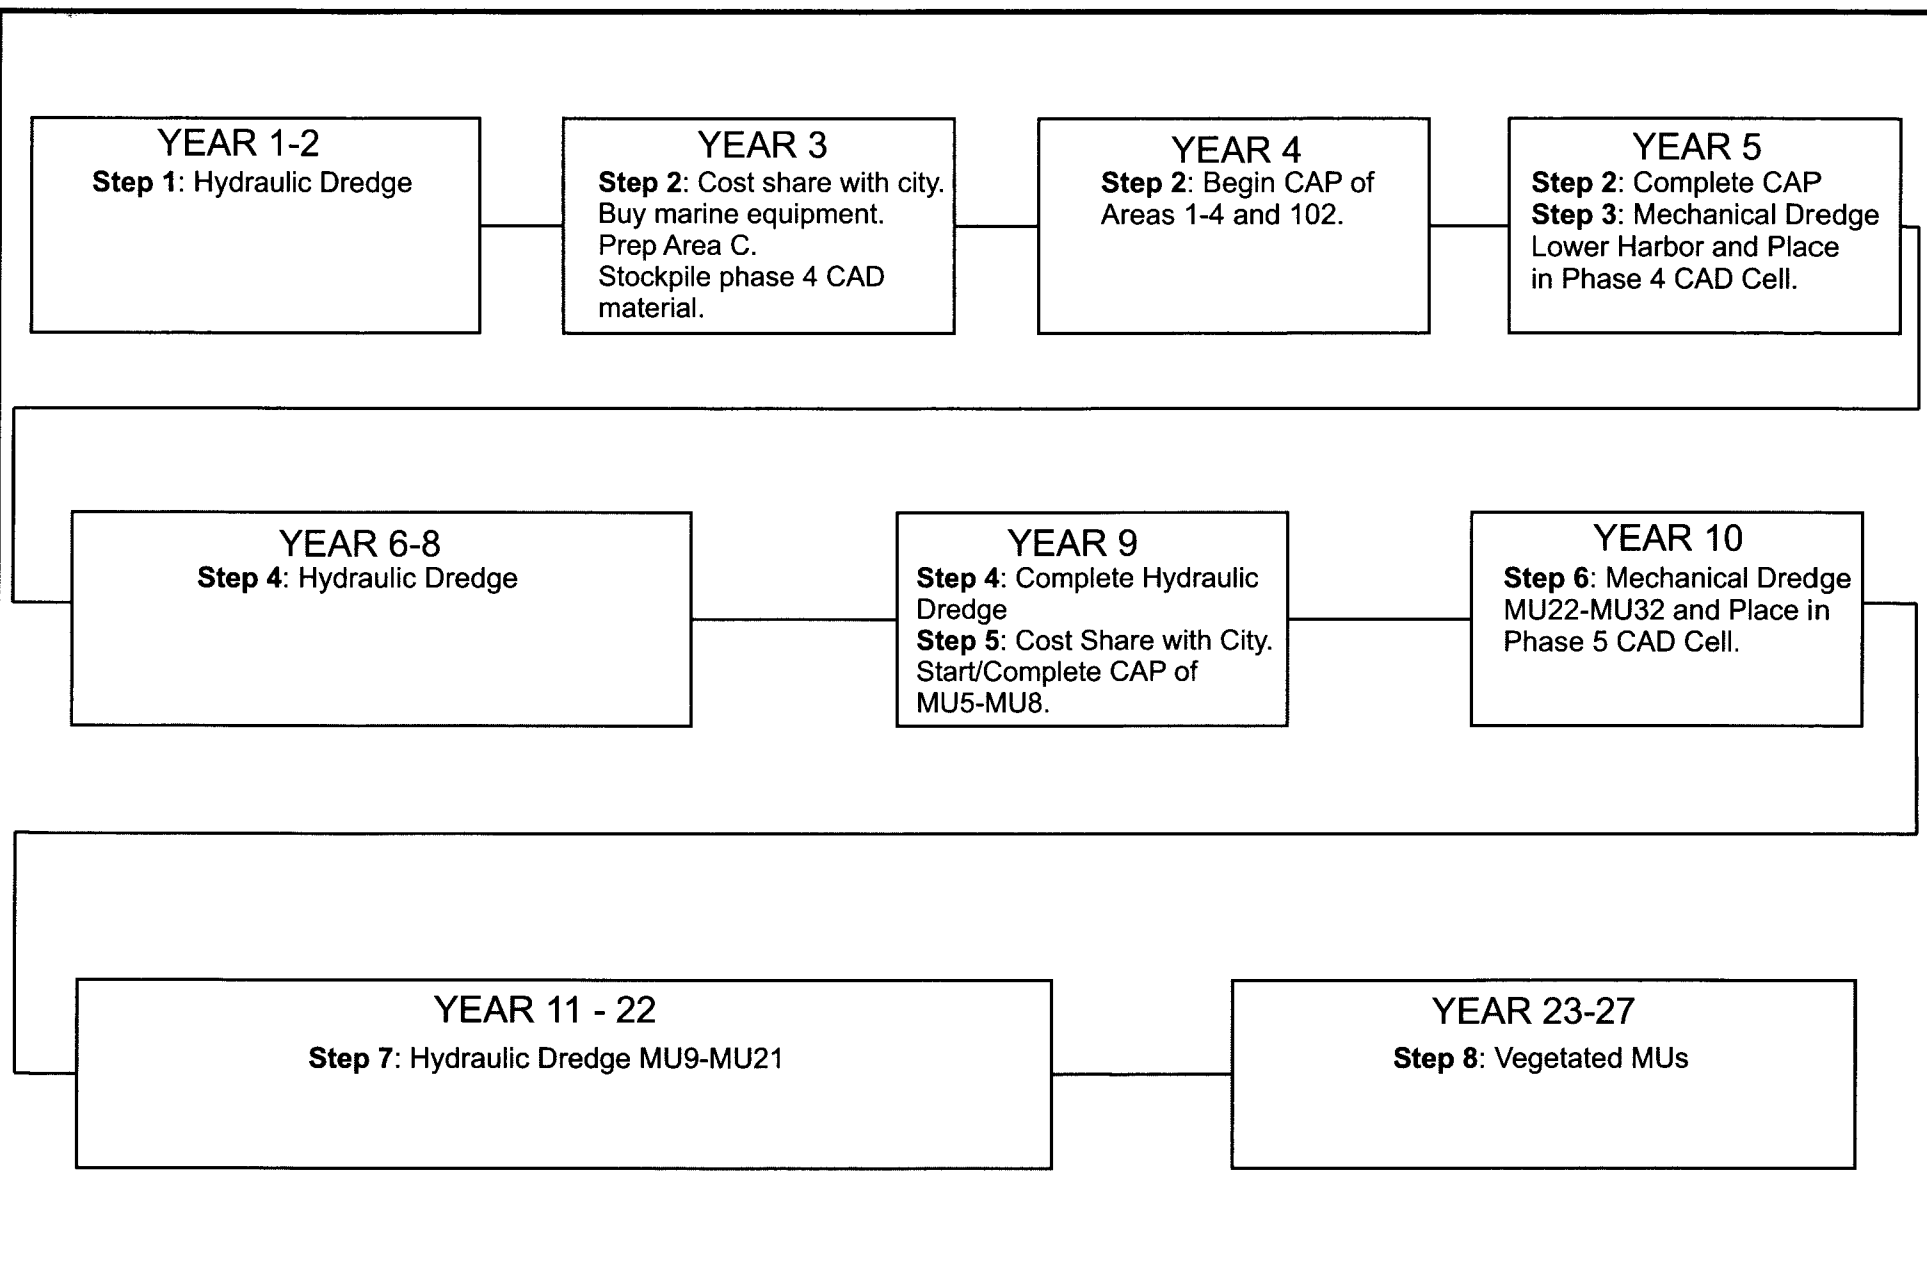 YEAR 1-2
Step 1: Hydraulic Dredge
YEAR 3
Step 2: Cost share with city.
Buy marine equipment.
Prep Area C.
Stockpile phase 4 CAD
material.
YEAR 4
Step 2: Begin CAP of
Areas 1-4 and 102.
YEAR 5
Step 2: Complete CAP
Step 3: Mechanical Dredge
Lower Harbor and Place
in Phase 4 CAD Cell.
YEAR 6-8
Step 4: Hydraulic Dredge
YEAR 9
Step 4: Complete Hydraulic
Dredge
Step 5: Cost Share with City.
Start/Complete CAP of
MU5-MU8.
YEAR 10
Step 6: Mechanical Dredge
MU22-MU32 and Place in
Phase 5 CAD Cell.
YEAR 11 - 22
Step 7: Hydraulic Dredge MU9-MU21
YEAR 23-27
Step 8: Vegetated MUs